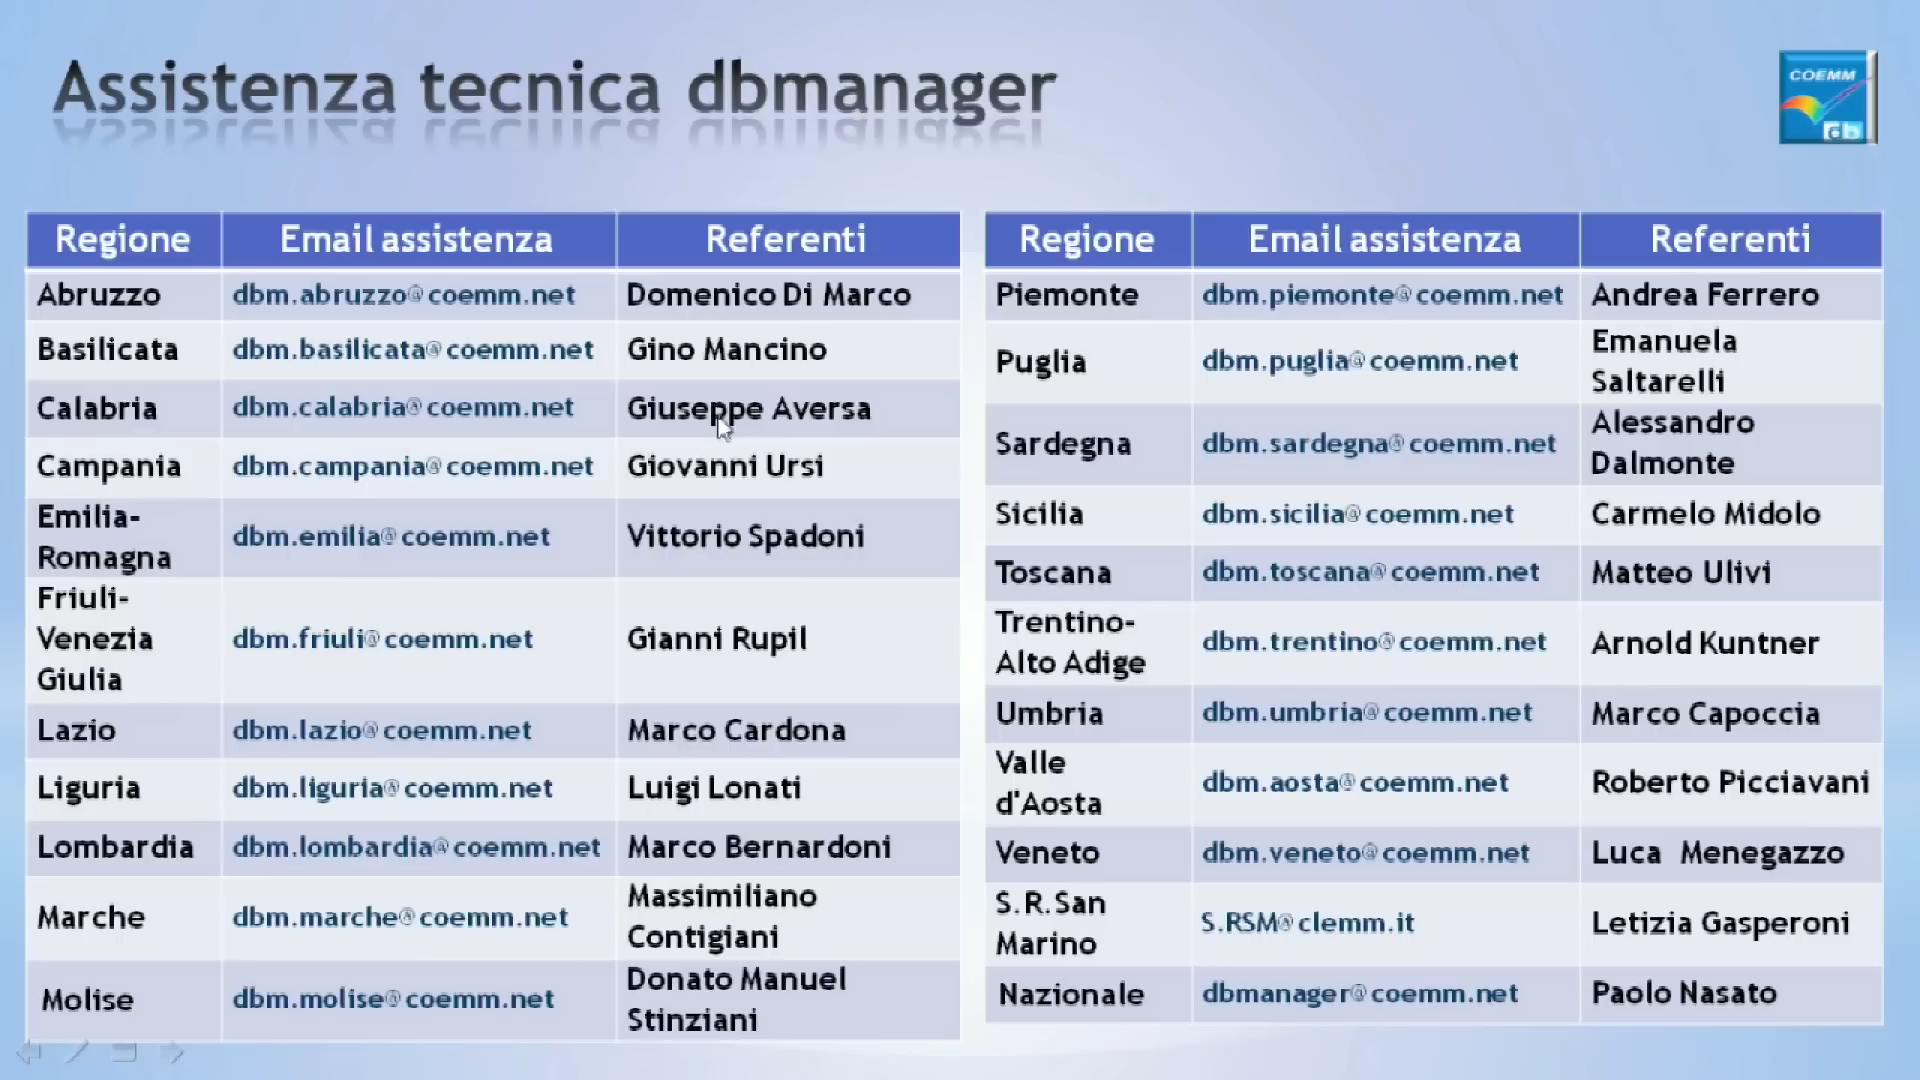 Assistenza tecnica dbmanager
COEMM
db
Regione Email assistenza Referenti
Abruzzo dbm.abruzzo@coemm.net Domenico Di Marco
Basilicata dbm.basilicata@coemm.net Gino Mancino
Calabria dbm.calabria@coemm.net Giuseppe Aversa
Campania dbm.campania@coemm.net Giovanni Ursi
Emilia-
Romagna dbm.emilia@coemm.net Vittorio Spadoni
Friuli-
Venezia dbm.friuli@coemm.net Gianni Rupil
Giulia
Lazio dbm.lazio@coemm.net Marco Cardona
Liguria dbm.liguria@coemm.net Luigi Lonati
Lombardia dbm.lombardia@coemm.net Marco Bernardoni
Marche dbm.marche@coemm.net Massimiliano
Contigiani
Molise dbm.molise@coemm.net Donato Manuel
Stinziani
Regione Email assistenza Referenti
Piemonte dbm.piemonte@coemm.net Andrea Ferrero
Puglia dbm.puglia@coemm.net Emanuela
Saltarelli
Sardegna dbm.sardegna@coemm.net Alessandro
Dalmonte
Sicilia dbm.sicilia@coemm.net Carmelo Midolo
Toscana dbm.toscana@coemm.net Matteo Ulivi
Trentino-
Alto Adige dbm.trentino@coemm.net Arnold Kuntner
Umbria dbm.umbria@coemm.net Marco Capoccia
Valle
d'Aosta dbm.aosta@coemm.net Roberto Picciavani
Veneto dbm.veneto@coemm.net Luca Menegazzo
S.R.San
Marino S.RSM@clemm.it Letizia Gasperoni
Nazionale dbmanager@coemm.net Paolo Nasato